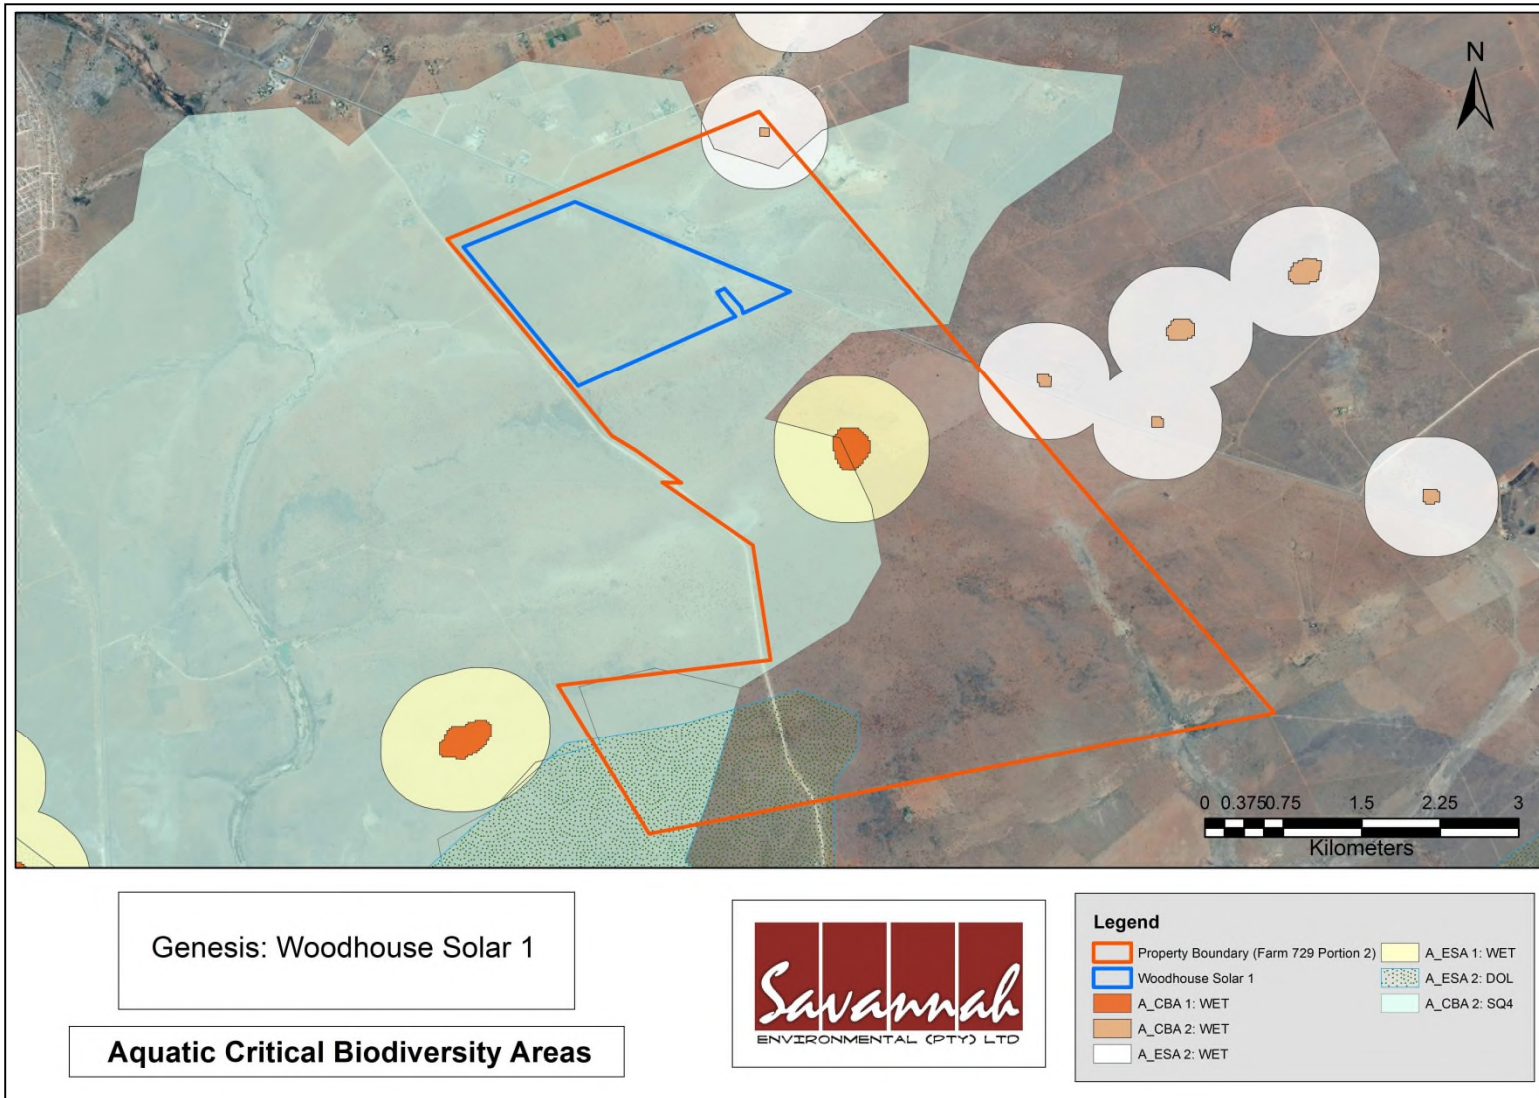 N
0 0.3750.75 1.5 2.25 3
Kilometers
Genesis: Woodhouse Solar 1
Aquatic Critical Biodiversity Areas
Savannah
ENVIRONMENTAL (PTY) LTD
Legend
Property Boundary (Farm 729 Portion 2)
Woodhouse Solar 1
A_CBA 1: WET
A_CBA 2: WET
A_ESA 2: WET
A_ESA 1: WET
A_ESA 2: DOL
A_CBA 2: SQ4